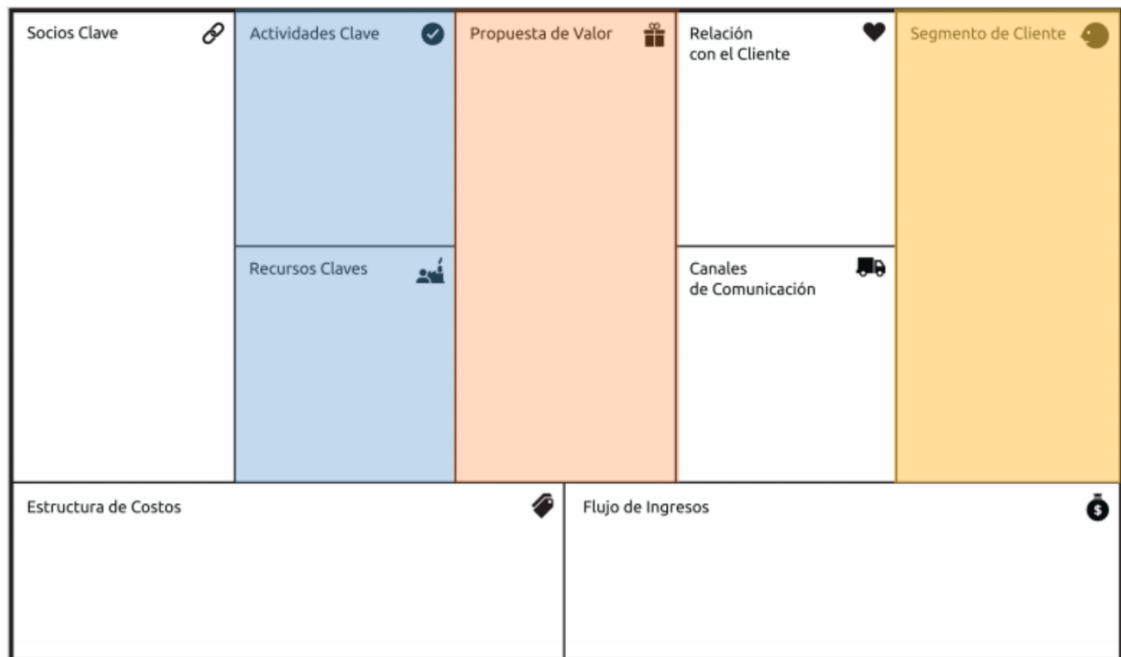 Socios Clave
Actividades Clave
Propuesta de Valor
Relación
con el Cliente
Segmento de Cliente
Recursos Claves
Canales
de Comunicación
Estructura de Costos
Flujo de Ingresos
$